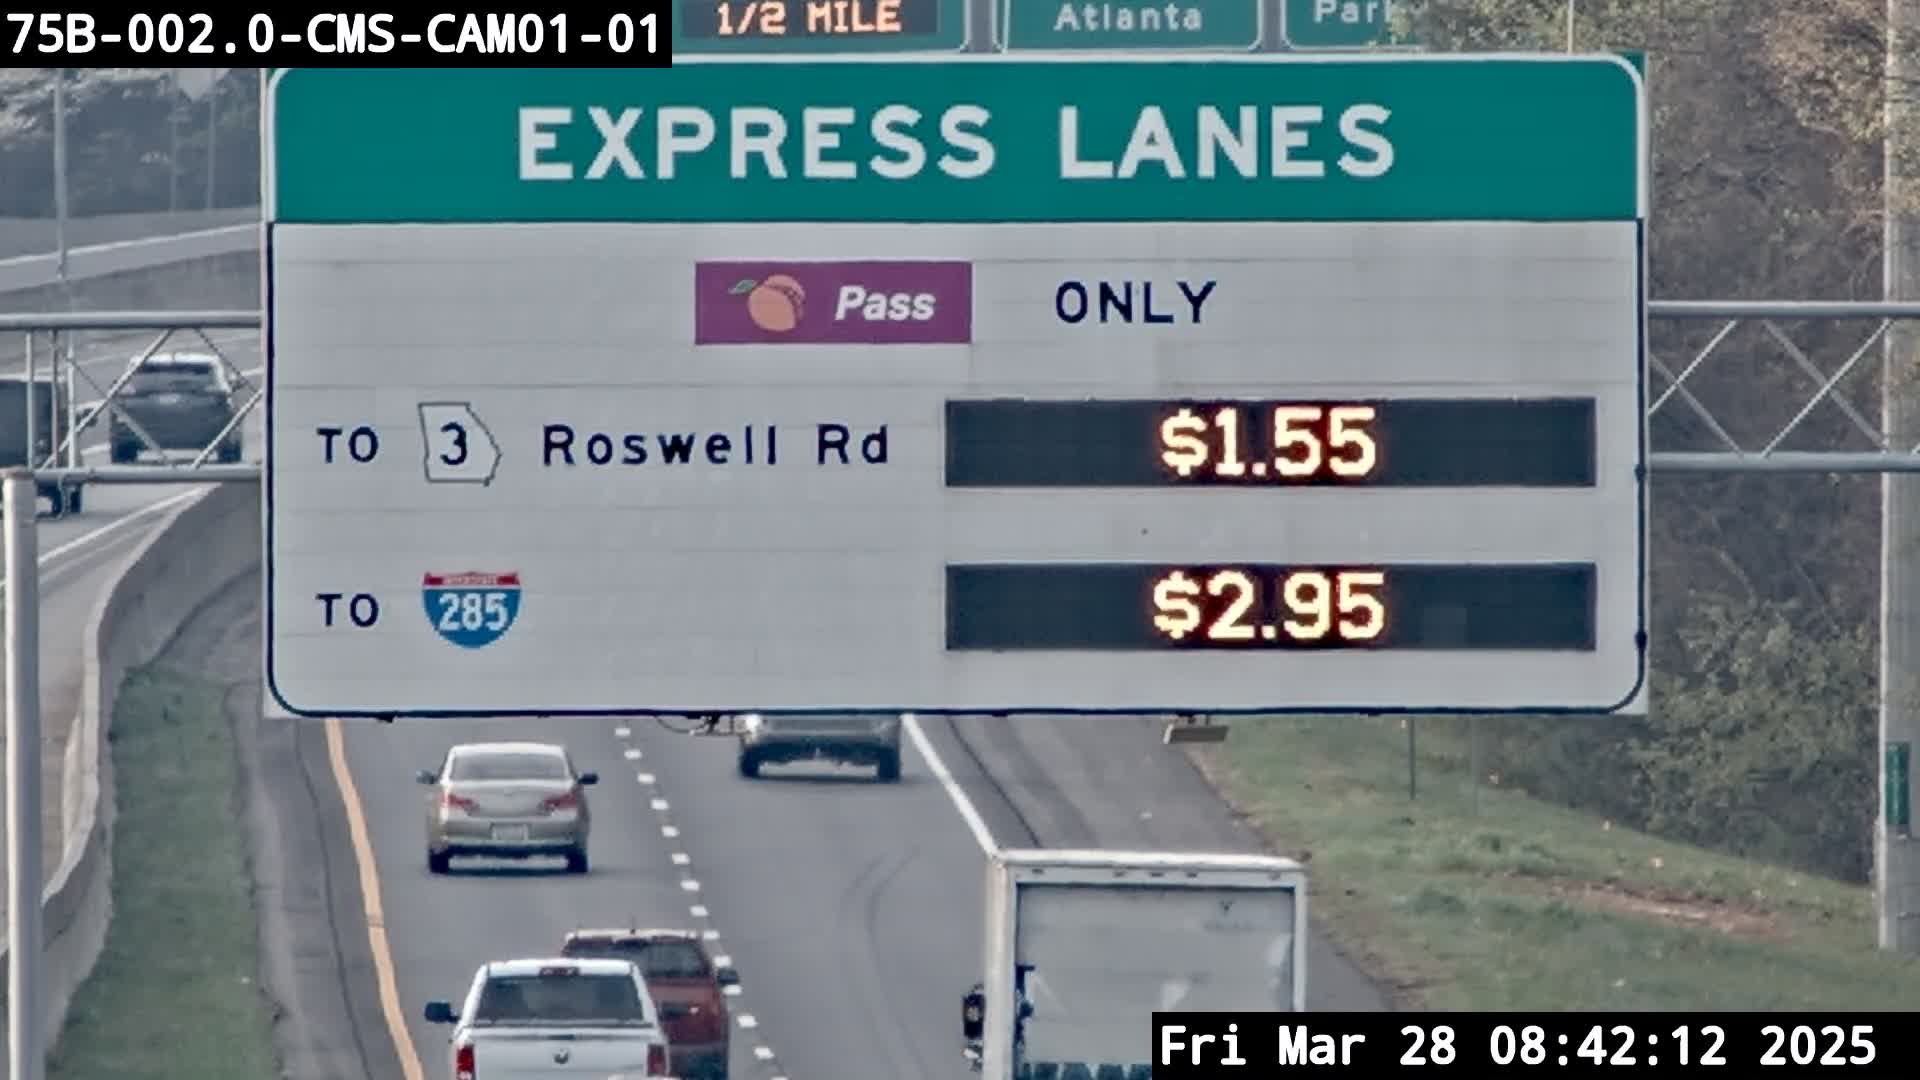 75B-002.0-CMS-CAM01-01
1/2 MILE
Atlanta
EXPRESS LANES
Pass ONLY
TO 3 Roswell Rd $1.55
TO 285 $2.95
Fri Mar 28 08:42:12 2025